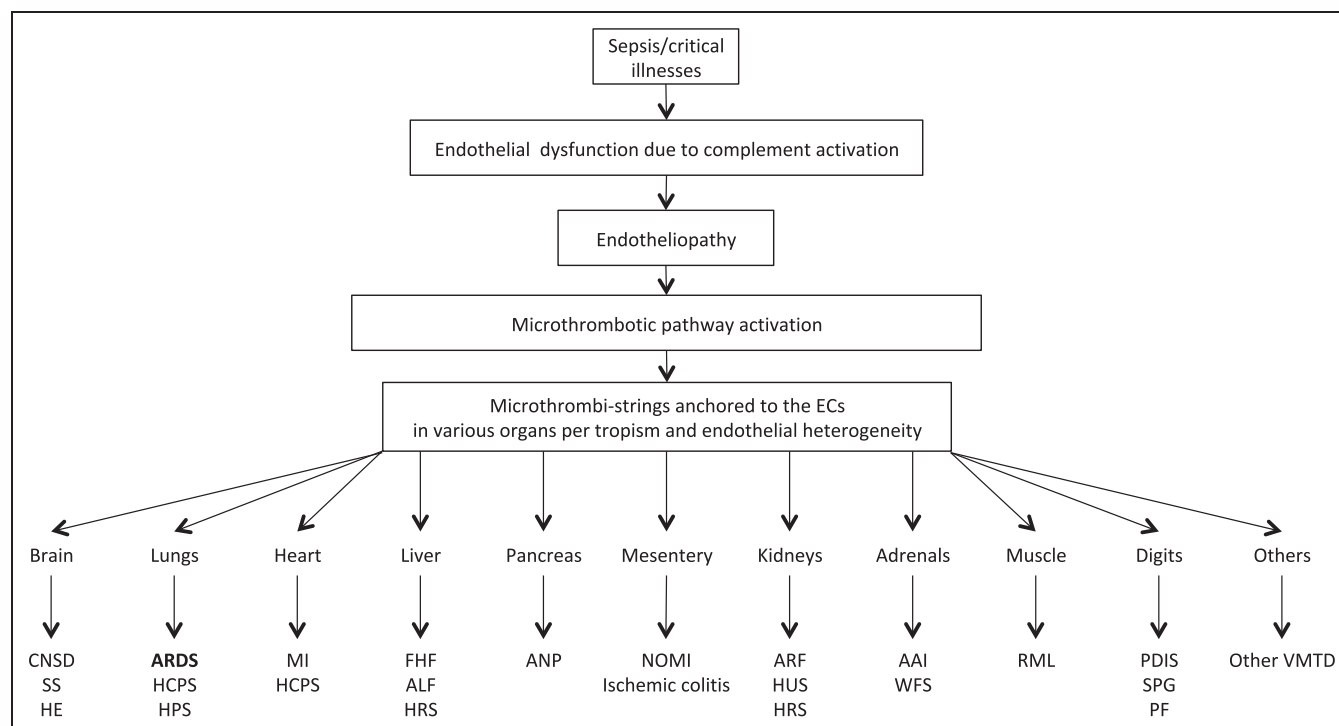 Sepsis/critical
illnesses
Endothelial dysfunction due to complement activation
Endotheliopathy
Microthrombotic pathway activation
Microthrombi-strings anchored to the ECs
in various organs per tropism and endothelial heterogeneity
Brain Lungs Heart Liver Pancreas Mesentery Kidneys Adrenals Muscle Digits Others
CNSD ARDS MI FHF ANP NOMI ARF AAI RML PDIS Other VMTD
SS HCPS HCPS ALF Ischemic colitis HUS WFS SPG
HE HPS HRS HRS PF